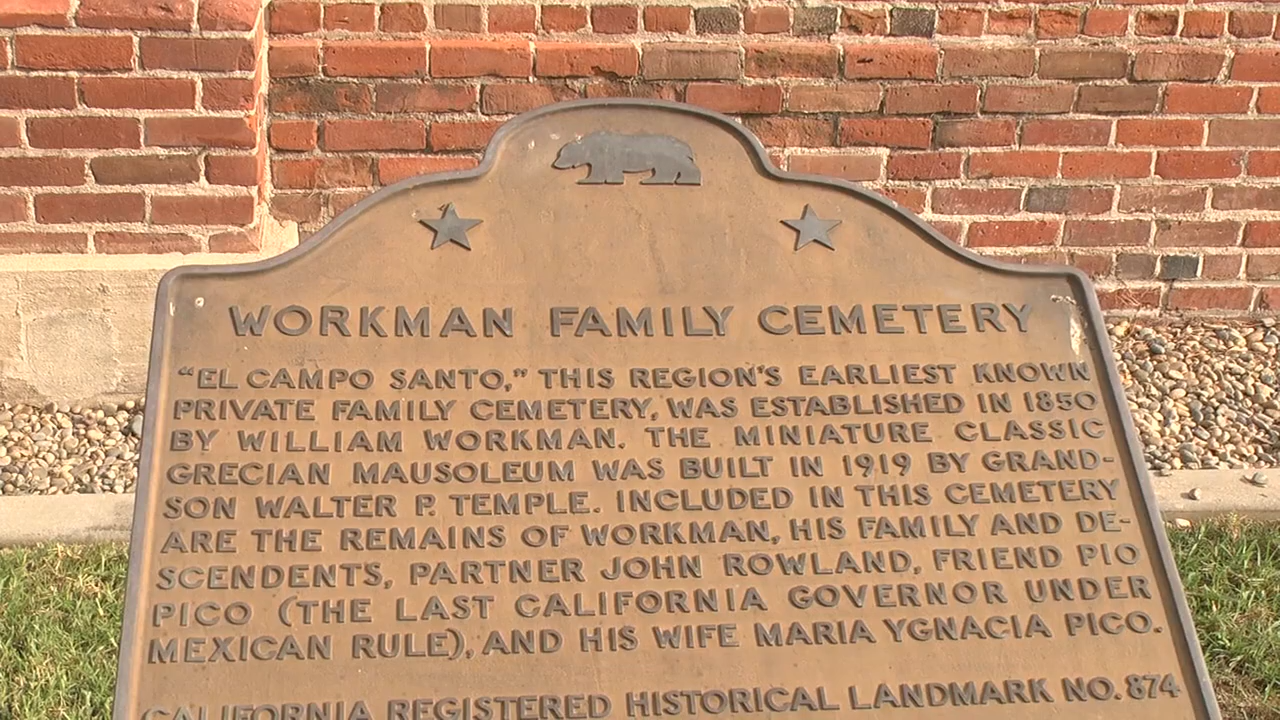 WORKMAN FAMILY CEMETERY
"EL CAMPO SANTO," THIS REGION'S EARLIEST KNOWN
PRIVATE FAMILY CEMETERY, WAS ESTABLISHED IN 1850
BY WILLIAM WORKMAN. THE MINIATURE CLASSIC
GRECIAN MAUSOLEUM WAS BUILT IN 1919 BY GRAND-
SON WALTER P. TEMPLE. INCLUDED IN THIS CEMETERY
ARE THE REMAINS OF WORKMAN, HIS FAMILY AND DE-
SCENDENTS, PARTNER JOHN ROWLAND, FRIEND PIO
PICO (THE LAST CALIFORNIA GOVERNOR UNDER
MEXICAN RULE), AND HIS WIFE MARIA YGNACIA PICO.
CALIFORNIA REGISTERED HISTORICAL LANDMARK NO. 874